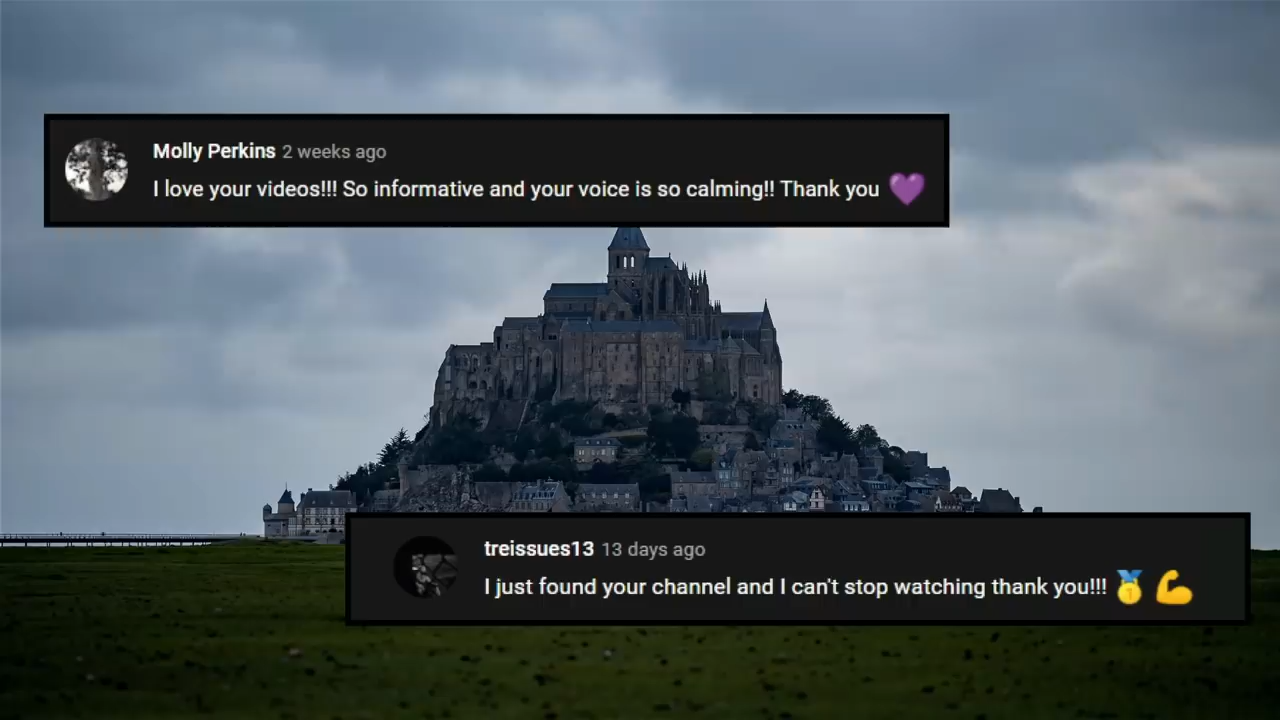 Molly Perkins 2 weeks ago
I love your videos!!! So informative and your voice is so calming!! Thank you 💜
treissues13 13 days ago
I just found your channel and I can't stop watching thank you!!! 🥇 💪